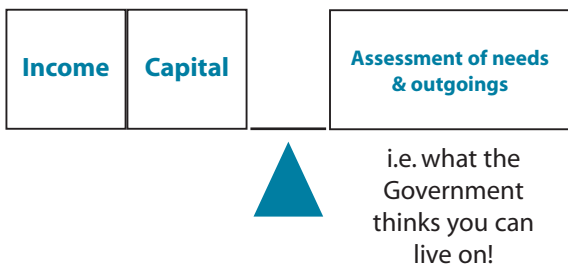 Income
Capital
Assessment of needs
& outgoings
i.e. what the
Government
thinks you can
live on!